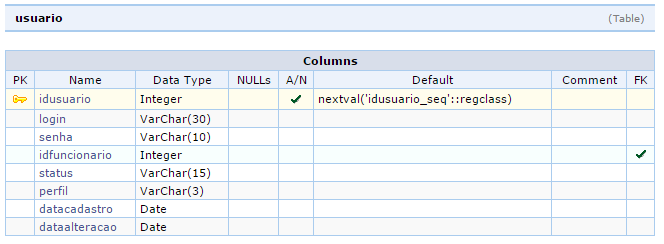 usuario (Table)
Columns
PK Name Data Type NULLs A/N Default Comment FK
idusuario Integer nextval('idusuario_seq'::regclass)
login VarChar(30)
senha VarChar(10)
idfuncionario Integer
status VarChar(15)
perfil VarChar(3)
datacadastro Date
dataalteracao Date